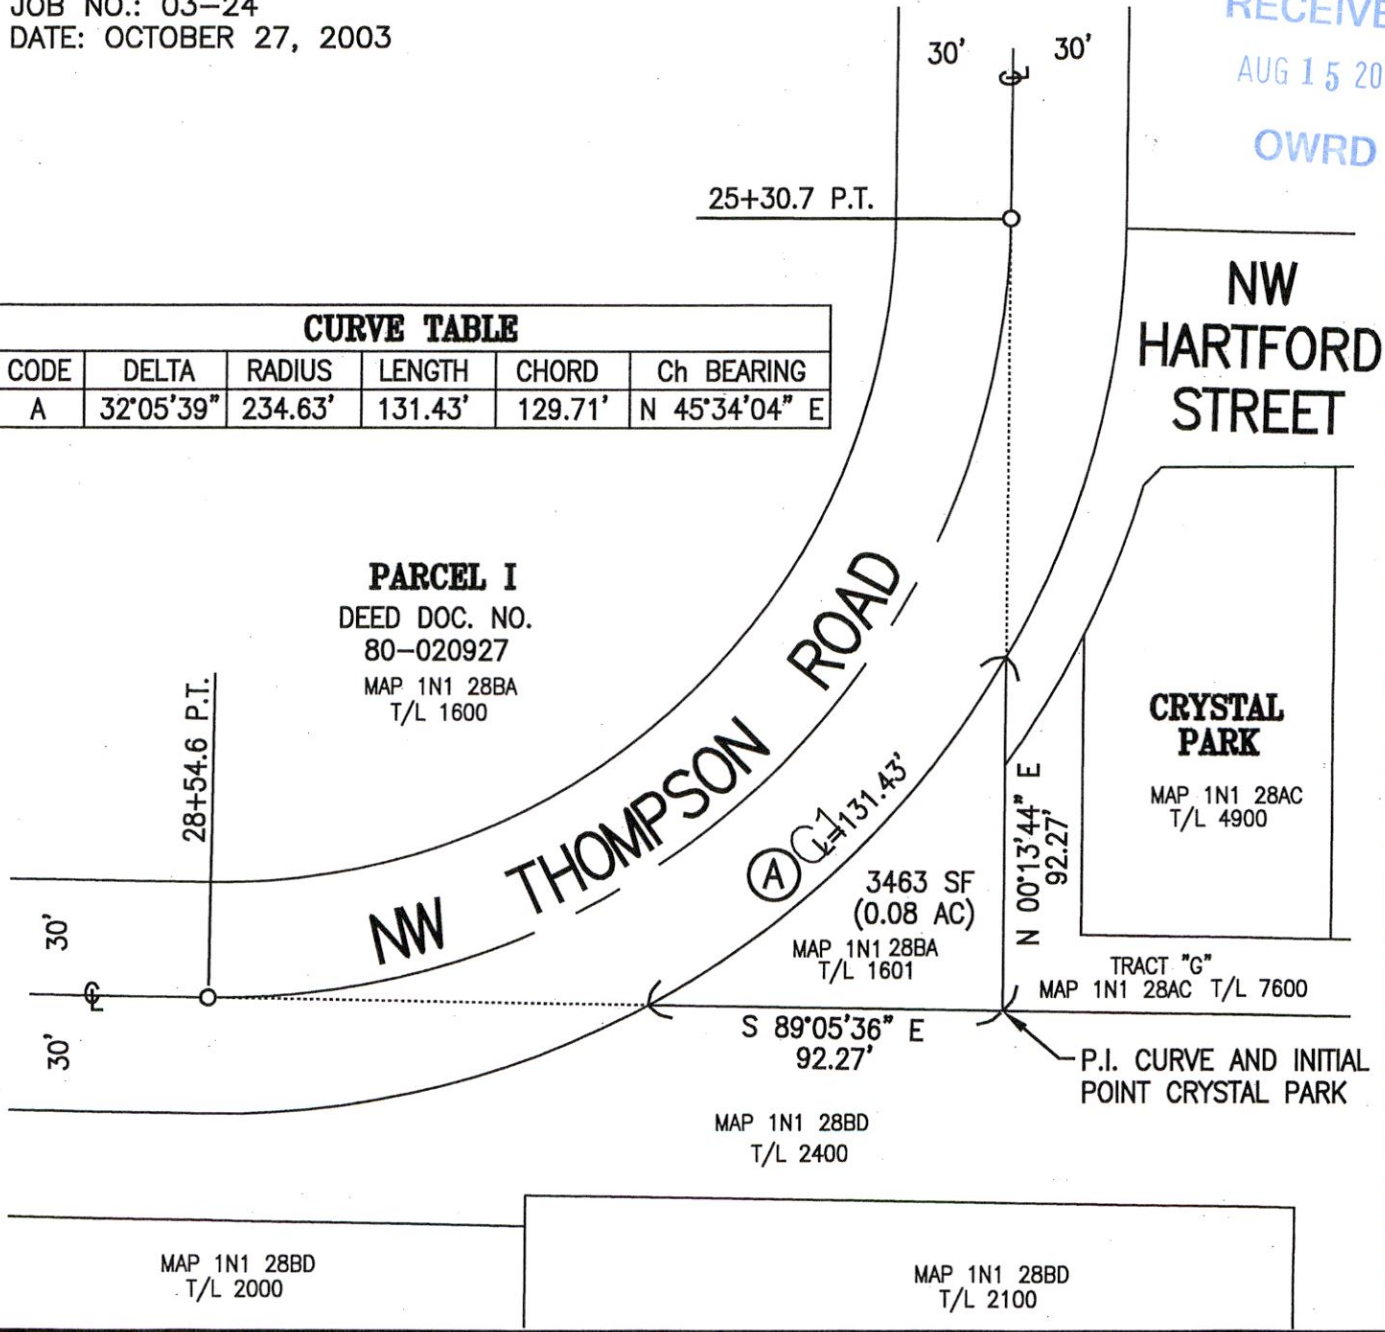 JOB NO.: 03-24
DATE: OCTOBER 27, 2003
30'
30'
AUG 15 20
OWRD
25+30.7 P.T.
NW
HARTFORD
STREET
CURVE TABLE
CODE DELTA RADIUS LENGTH CHORD Ch BEARING
A 32°05'39" 234.63' 131.43' 129.71' N 45°34'04" E
PARCEL I
DEED DOC. NO.
80-020927
MAP 1N1 28BA
T/L 1600
28+54.6 P.T.
NW THOMPSON ROAD
CRYSTAL
PARK
MAP 1N1 28AC
T/L 4900
A
L=131.43'
3463 SF
(0.08 AC)
MAP 1N1 28BA
T/L 1601
N 00°13'44" E
92.27'
30'
30'
TRACT "G"
MAP 1N1 28AC T/L 7600
S 89°05'36" E
92.27'
P.I. CURVE AND INITIAL
POINT CRYSTAL PARK
MAP 1N1 28BD
T/L 2400
MAP 1N1 28BD
T/L 2000
MAP 1N1 28BD
T/L 2100